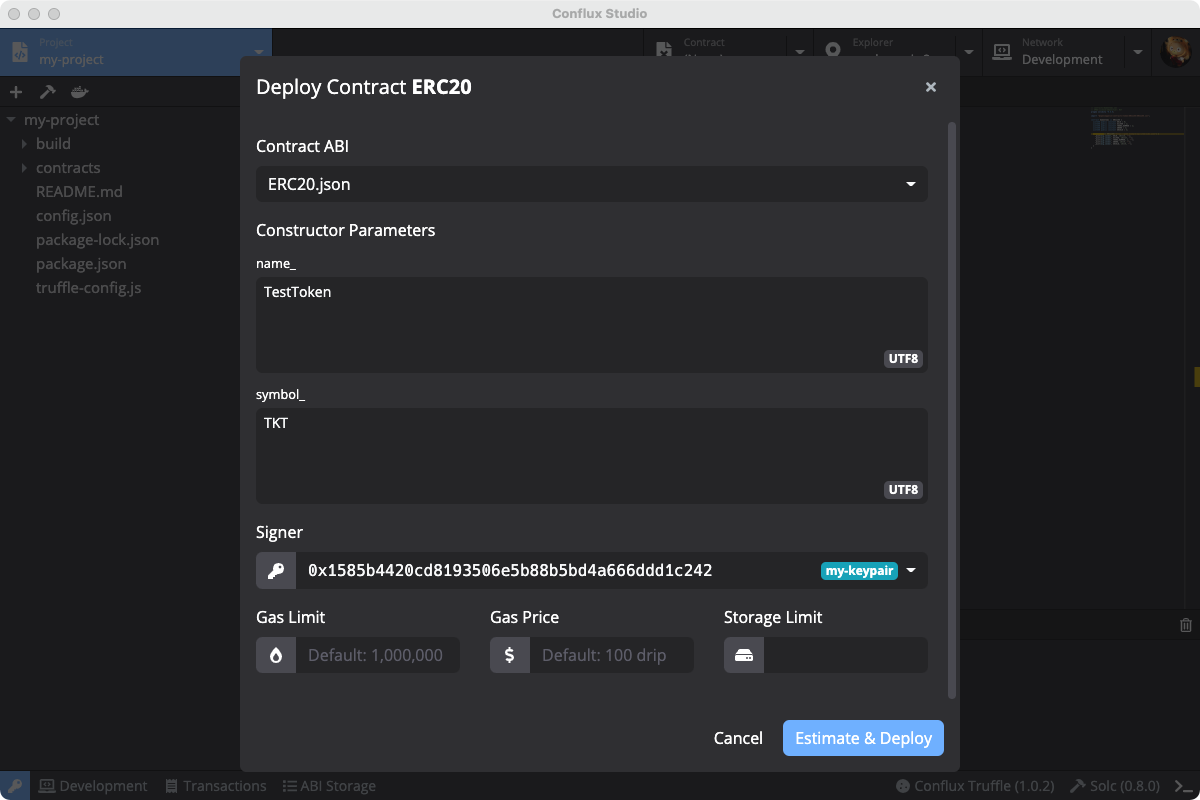 Conflux Studio
Project
my-project
Contract
Explorer
Network
Development
my-project
build
contracts
README.md
config.json
package-lock.json
package.json
truffle-config.js
Deploy Contract ERC20
×
Contract ABI
ERC20.json
Constructor Parameters
name_
TestToken
UTF8
symbol_
TKT
UTF8
Signer
0x1585b4420cd8193506e5b88b5bd4a666ddd1c242 my-keypair
Gas Limit Gas Price Storage Limit
Default: 1,000,000 $ Default: 100 drip
Cancel Estimate & Deploy
Development Transactions ABI Storage Conflux Truffle (1.0.2) Solc (0.8.0)